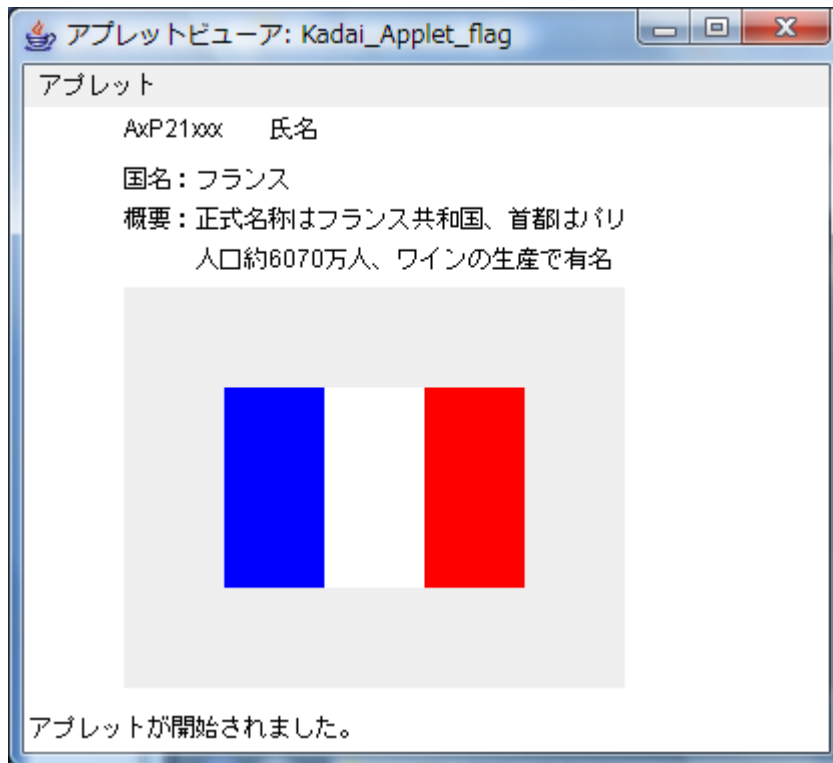 アプレットビューア: Kadai_Applet_flag
アプレット
AxP21xxx 氏名
国名：フランス
概要：正式名称はフランス共和国、首都はパリ
人口約6070万人、ワインの生産で有名
アプレットが開始されました。